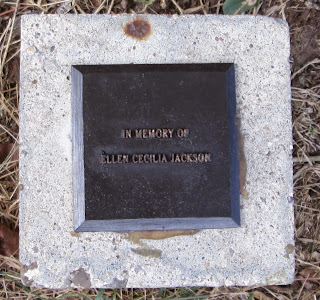 IN MEMORY OF
ELLEN CECILIA JACKSON